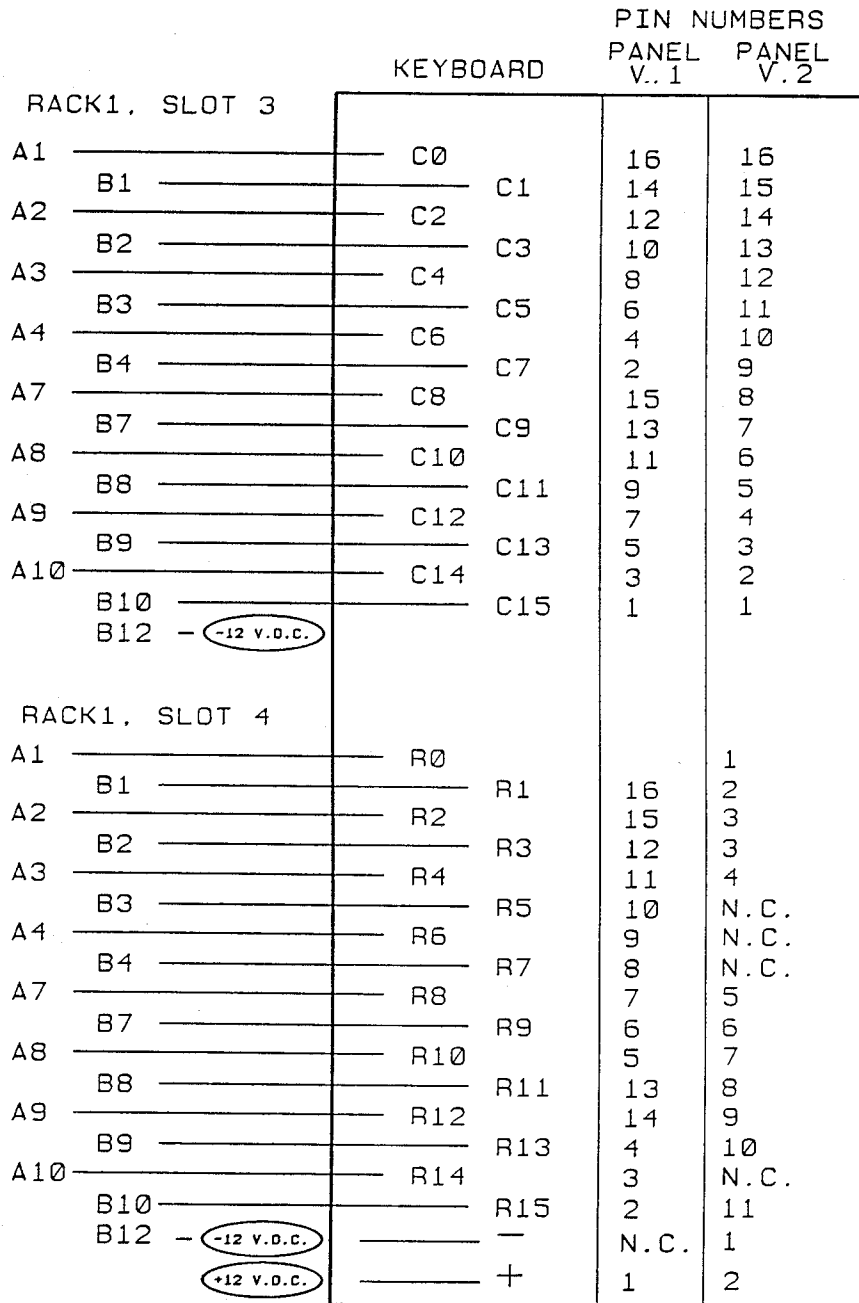 PIN NUMBERS
KEYBOARD PANEL V..1 PANEL V.2
RACK1, SLOT 3
A1 C0 16 16
B1 C1 14 15
A2 C2 12 14
B2 C3 10 13
A3 C4 8 12
B3 C5 6 11
A4 C6 4 10
B4 C7 2 9
A7 C8 15 8
B7 C9 13 7
A8 C10 11 6
B8 C11 9 5
A9 C12 7 4
B9 C13 5 3
A10 C14 3 2
B10 C15 1 1
B12 - -12 V.D.C.
RACK1, SLOT 4
A1 R0 1
B1 R1 16 2
A2 R2 15 3
B2 R3 12 3
A3 R4 11 4
B3 R5 10 N.C.
A4 R6 9 N.C.
B4 R7 8 N.C.
A7 R8 7 5
B7 R9 6 6
A8 R10 5 7
B8 R11 13 8
A9 R12 14 9
B9 R13 4 10
A10 R14 3 N.C.
B10 R15 2 11
B12 - -12 V.D.C. - N.C. 1
+12 V.D.C. + 1 2